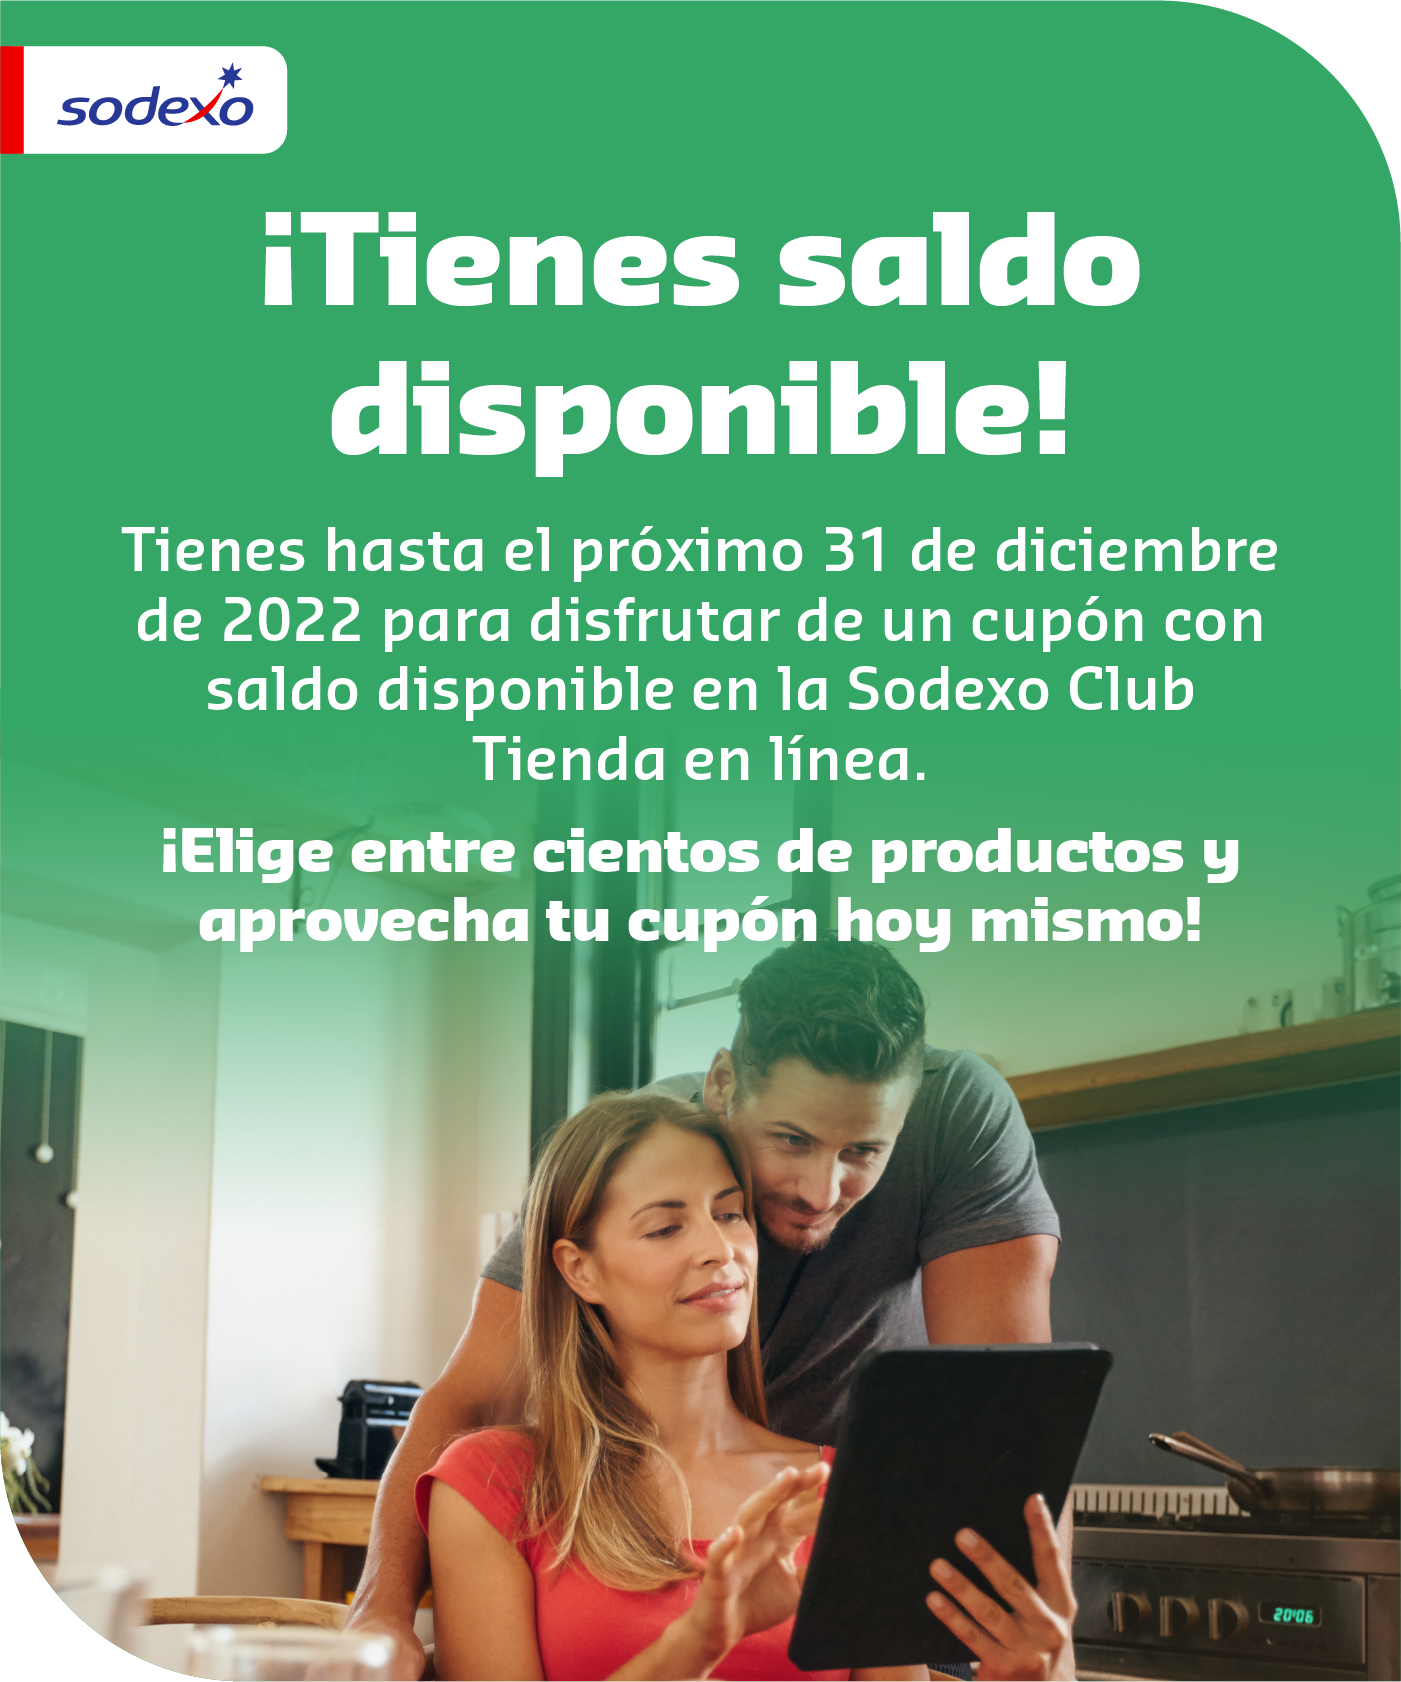 sodexo
¡Tienes saldo
disponible!
Tienes hasta el próximo 31 de diciembre
de 2022 para disfrutar de un cupón con
saldo disponible en la Sodexo Club
Tienda en línea.
¡Elige entre cientos de productos y
aprovecha tu cupón hoy mismo!
20:06